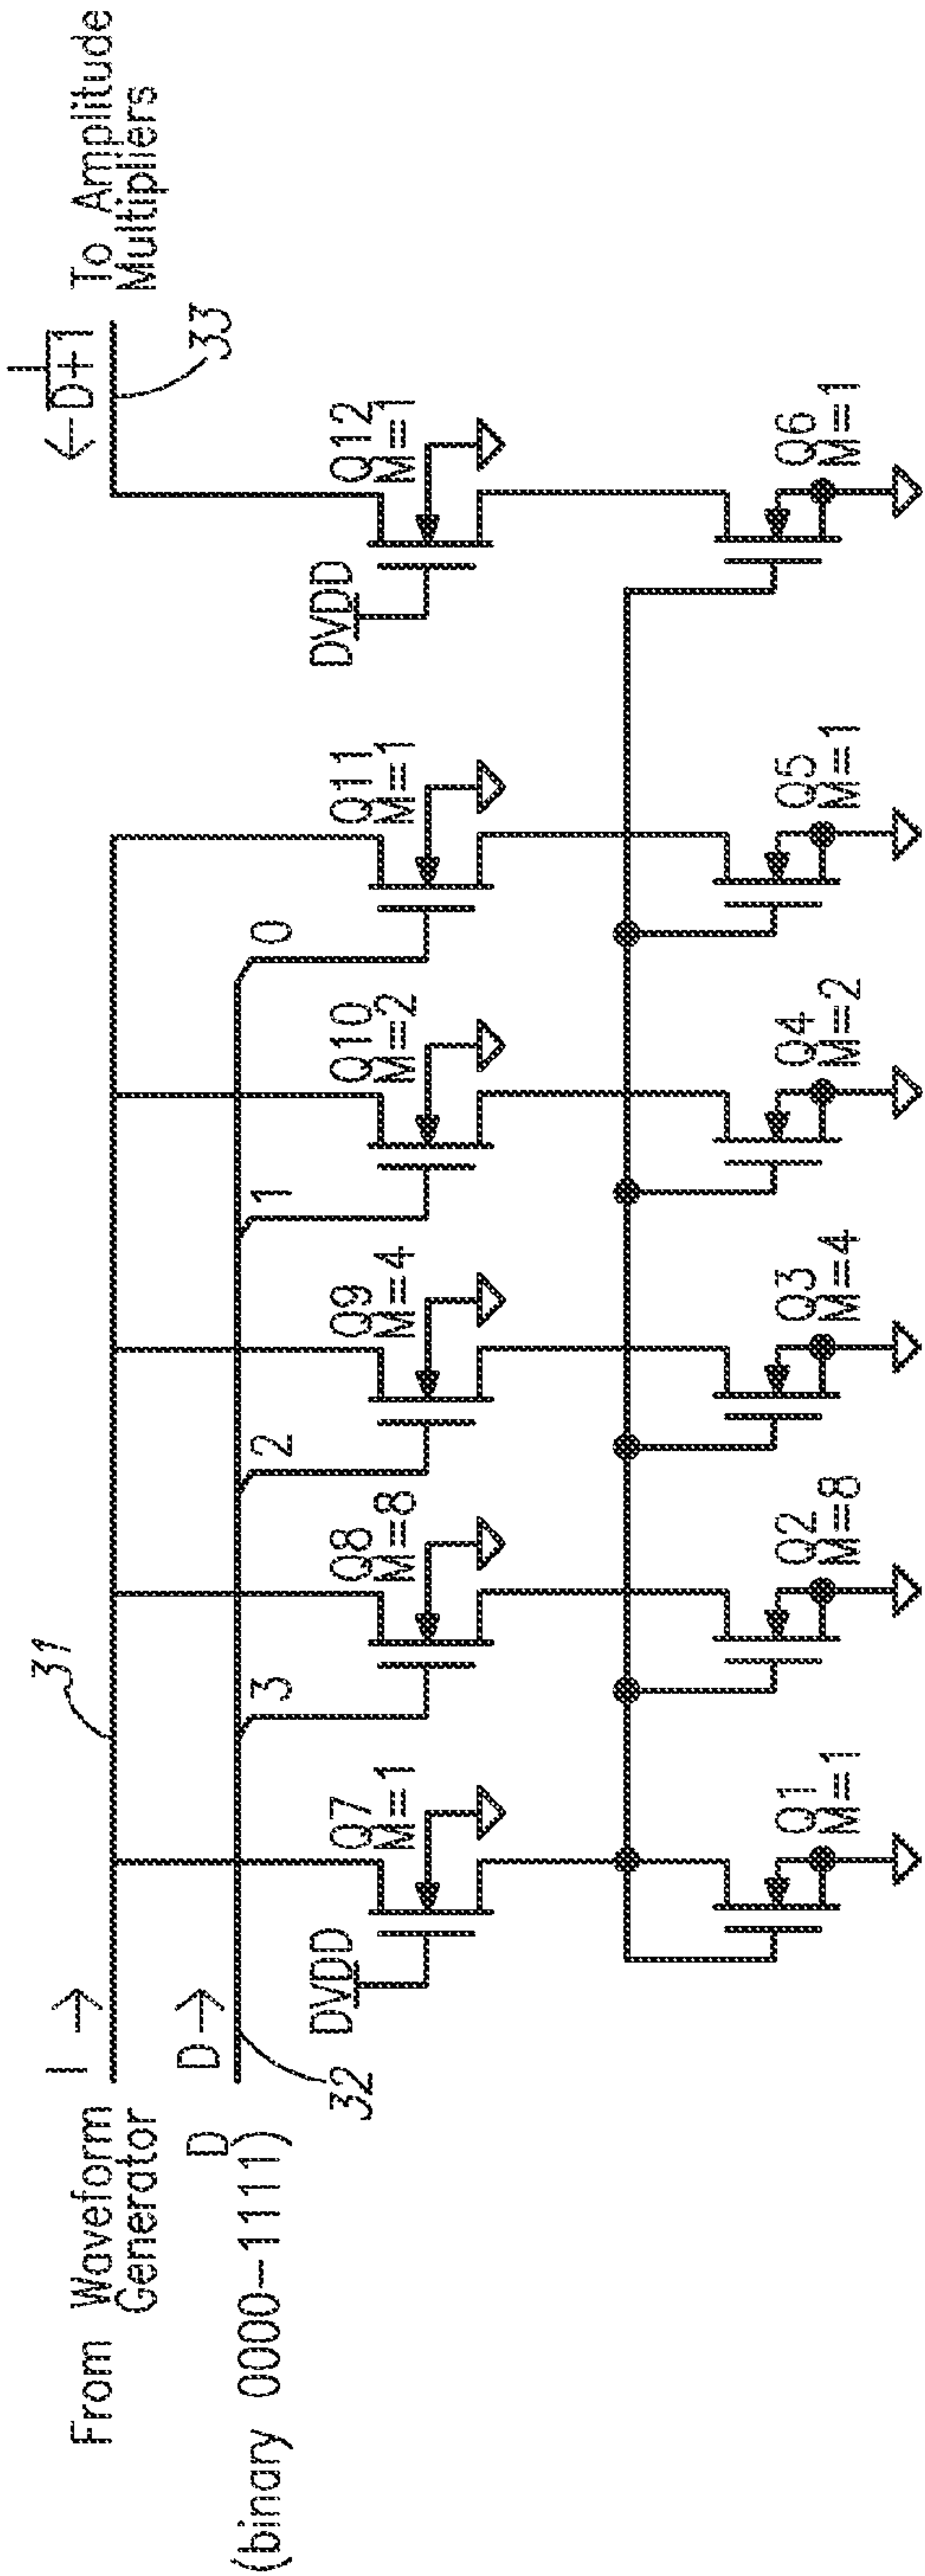 From Waveform
Generator
I →
31
D
(binary 0000-1111)
D →
32
3
2
1
0
DVDD
Q7
M=1
Q8
M=8
Q9
M=4
Q10
M=2
Q11
M=1
DVDD
Q12
M=1
I
← D+1
33
To Amplitude
Multipliers
Q1
M=1
Q2
M=8
Q3
M=4
Q4
M=2
Q5
M=1
Q6
M=1